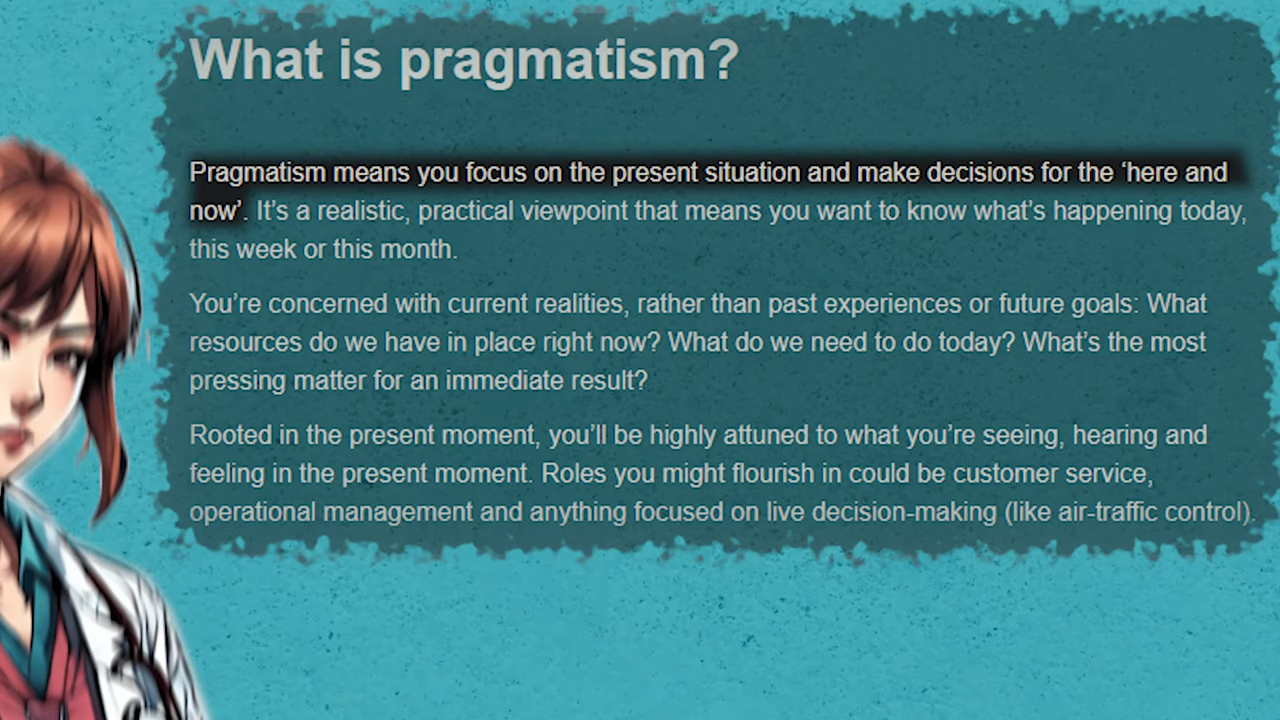 What is pragmatism?
Pragmatism means you focus on the present situation and make decisions for the ‘here and
now’. It’s a realistic, practical viewpoint that means you want to know what’s happening today,
this week or this month.
You’re concerned with current realities, rather than past experiences or future goals: What
resources do we have in place right now? What do we need to do today? What’s the most
pressing matter for an immediate result?
Rooted in the present moment, you’ll be highly attuned to what you’re seeing, hearing and
feeling in the present moment. Roles you might flourish in could be customer service,
operational management and anything focused on live decision-making (like air-traffic control).